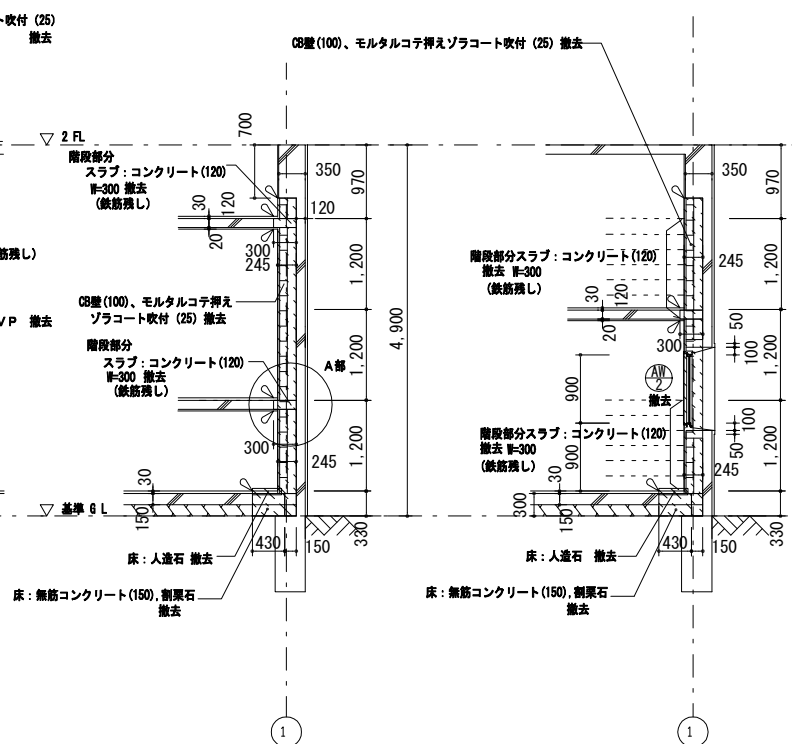 ト吹付 (25)
撤去
CB壁(100)、モルタルコテ押えゾラコート吹付 (25) 撤去
2 FL
700
階段部分
スラブ：コンクリート(120)
W=300 撤去
(鉄筋残し)
30
120
20
350
120
970
300
245
1,200
筋残し)
VP 撤去
CB壁(100)、モルタルコテ押え
ゾラコート吹付 (25) 撤去
4,900
1,200
階段部分
スラブ：コンクリート(120)
W=300 撤去
(鉄筋残し)
A部
300
245
1,200
30
基準 G L
150
430
150
330
床：人造石 撤去
床：無筋コンクリート(150),割栗石
撤去
1
350
970
階段部分スラブ：コンクリート(120)
撤去 W=300
(鉄筋残し)
245
1,200
30
120
20
300
50
100
AW
2
撤去
900
1,200
100
50
階段部分スラブ：コンクリート(120)
撤去 W=300
(鉄筋残し)
900
245
1,200
30
300
150
430
150
330
床：人造石 撤去
床：無筋コンクリート(150),割栗石
撤去
1